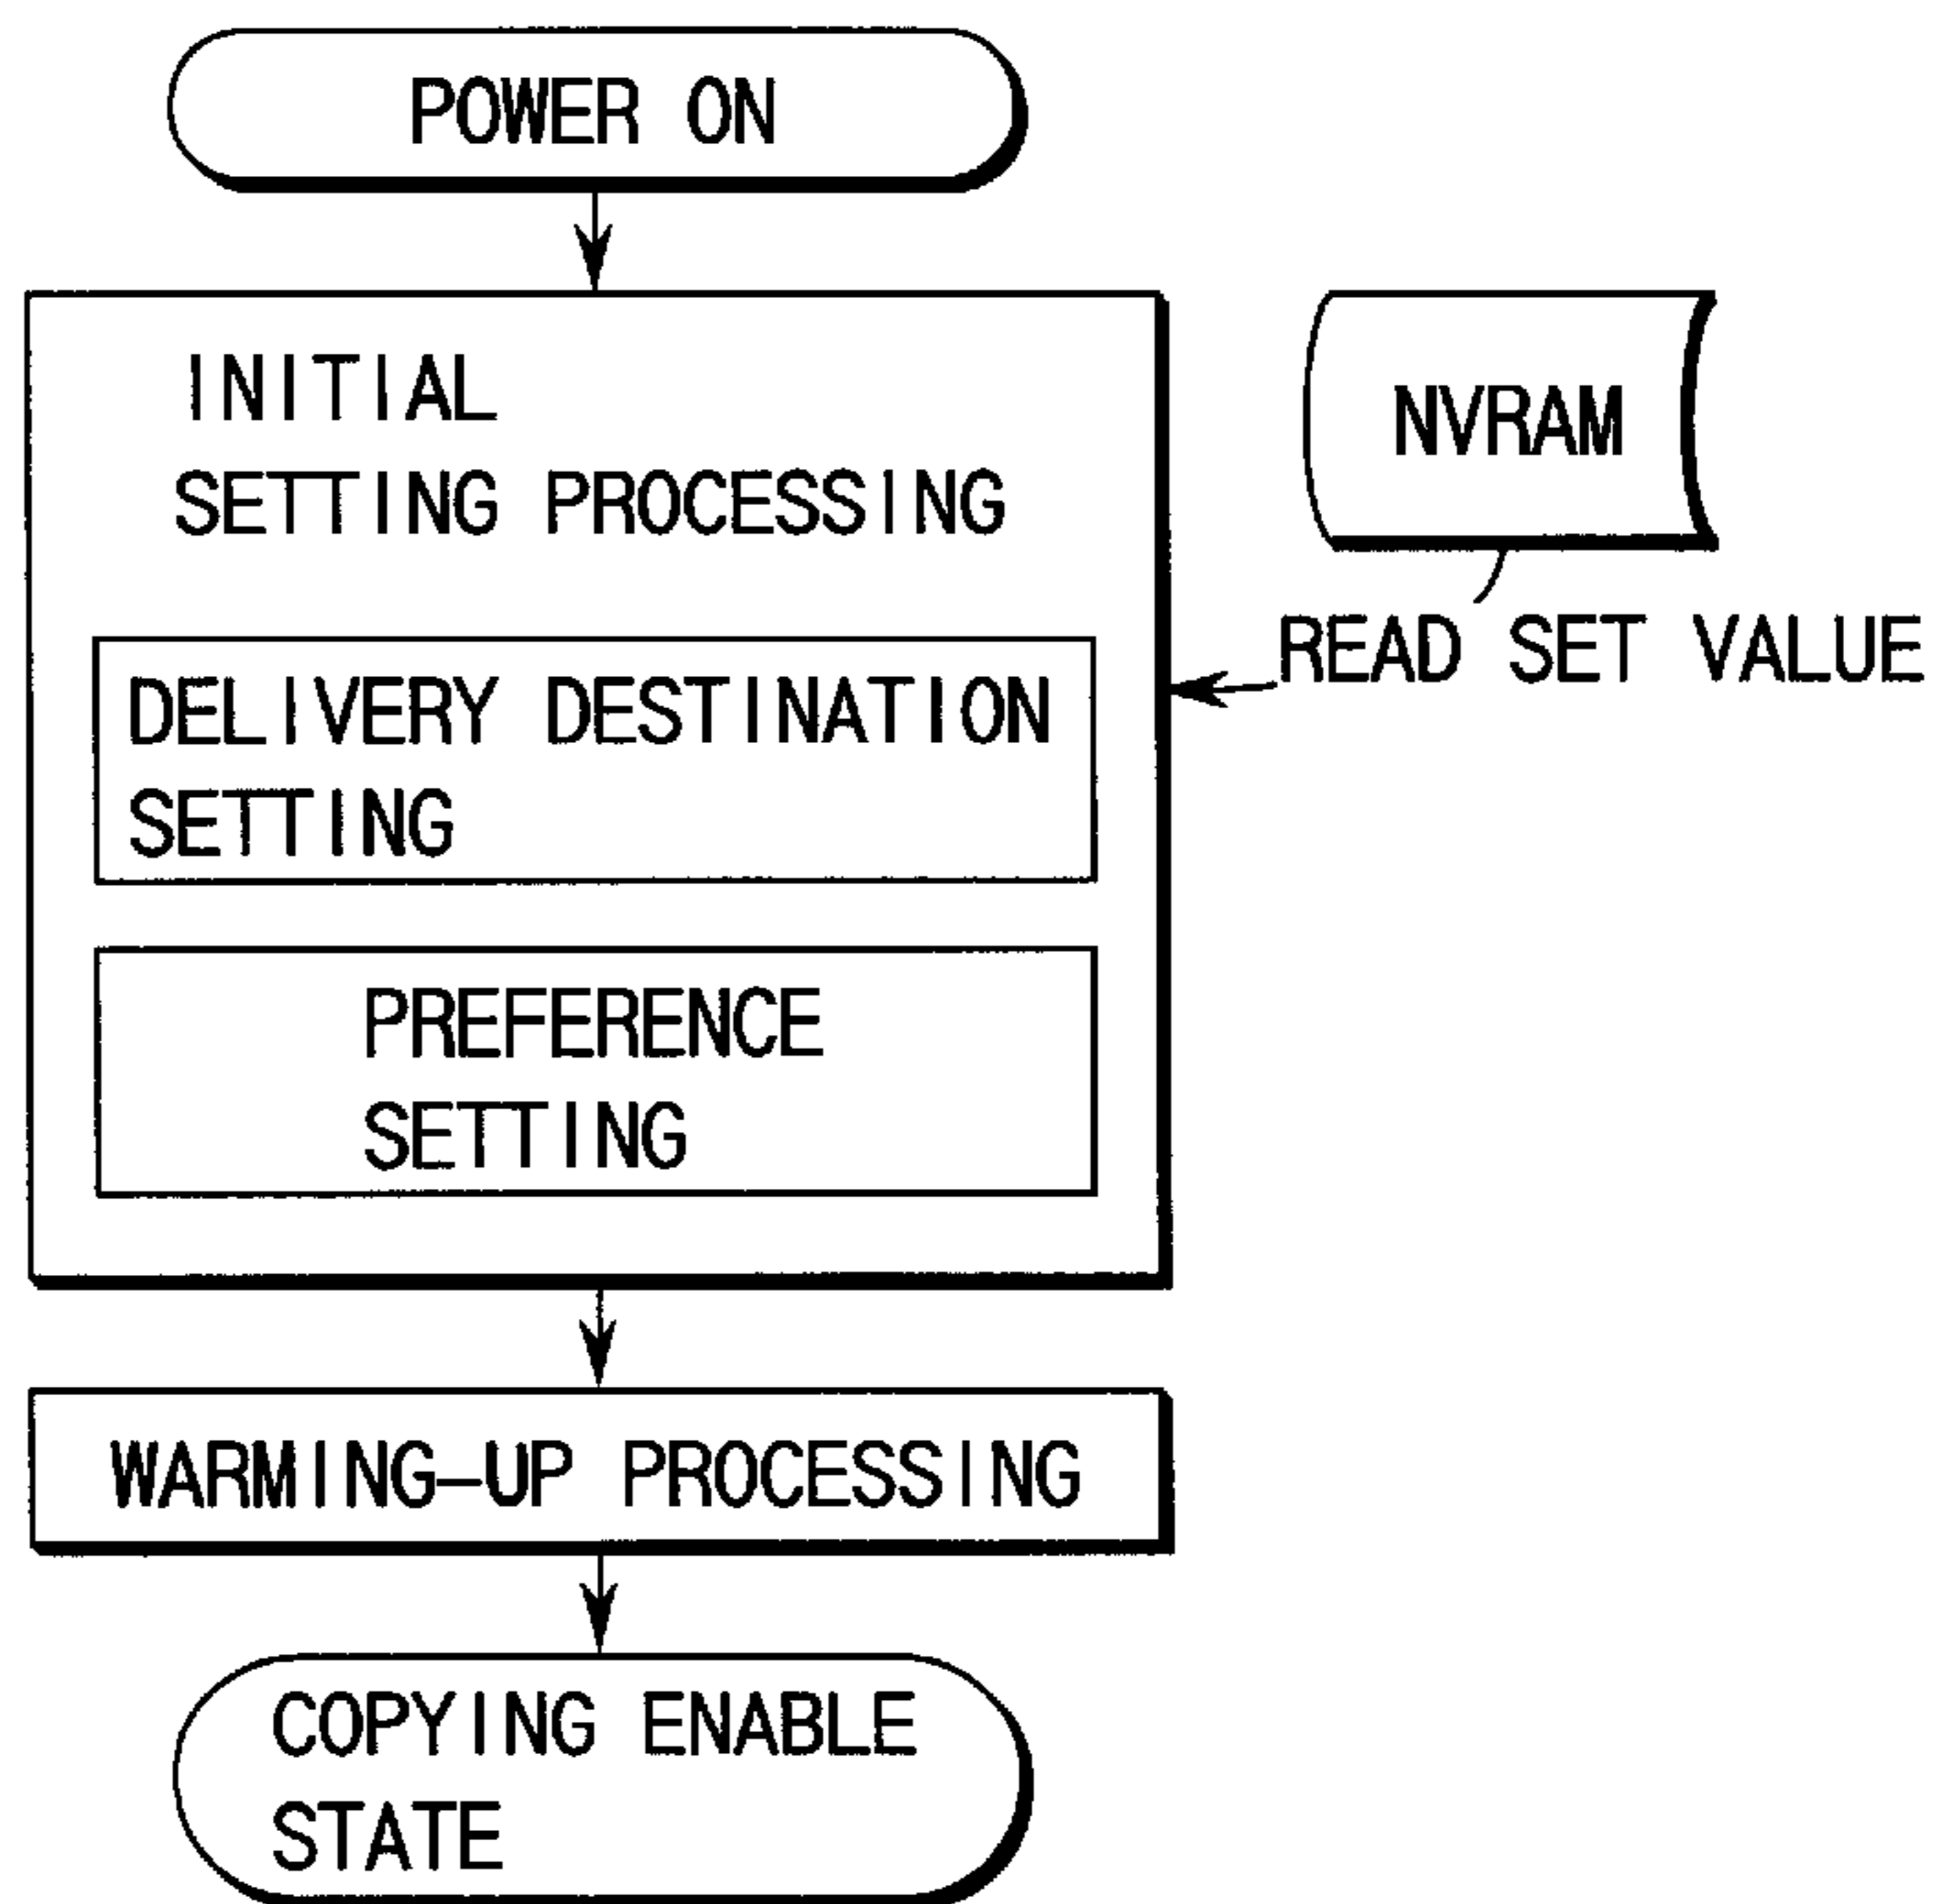 POWER ON
INITIAL
SETTING PROCESSING
NVRAM
READ SET VALUE
DELIVERY DESTINATION
SETTING
PREFERENCE
SETTING
WARMING-UP PROCESSING
COPYING ENABLE
STATE